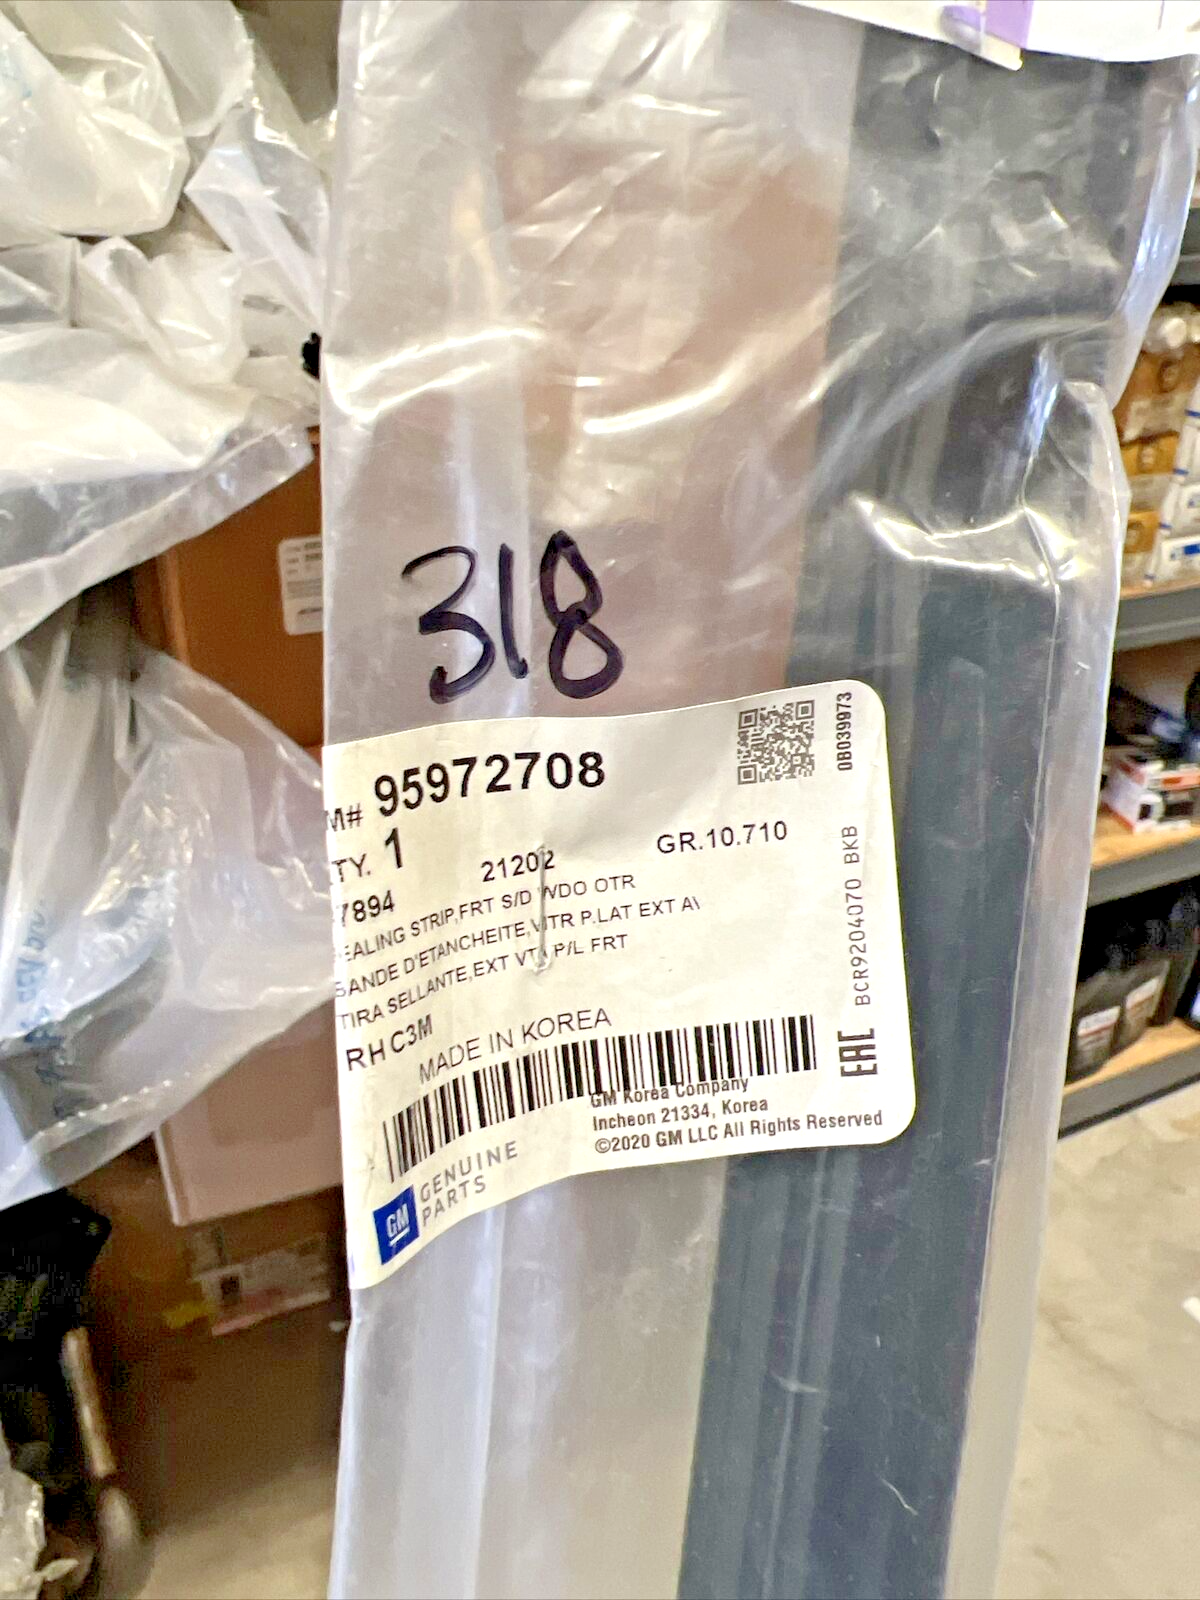 318
M# 95972708
TY. 1
7894
21202
GR.10.710
EALING STRIP,FRT S/D WDO OTR
BANDE D'ETANCHEITE,VITR P.LAT EXT AV
TIRA SELLANTE,EXT VTA P/L FRT
RH C3M
MADE IN KOREA
GM Korea Company
Incheon 21334, Korea
©2020 GM LLC All Rights Reserved
GM
GENUINE
PARTS
0B039973
BCR9204070 BKB
EAC